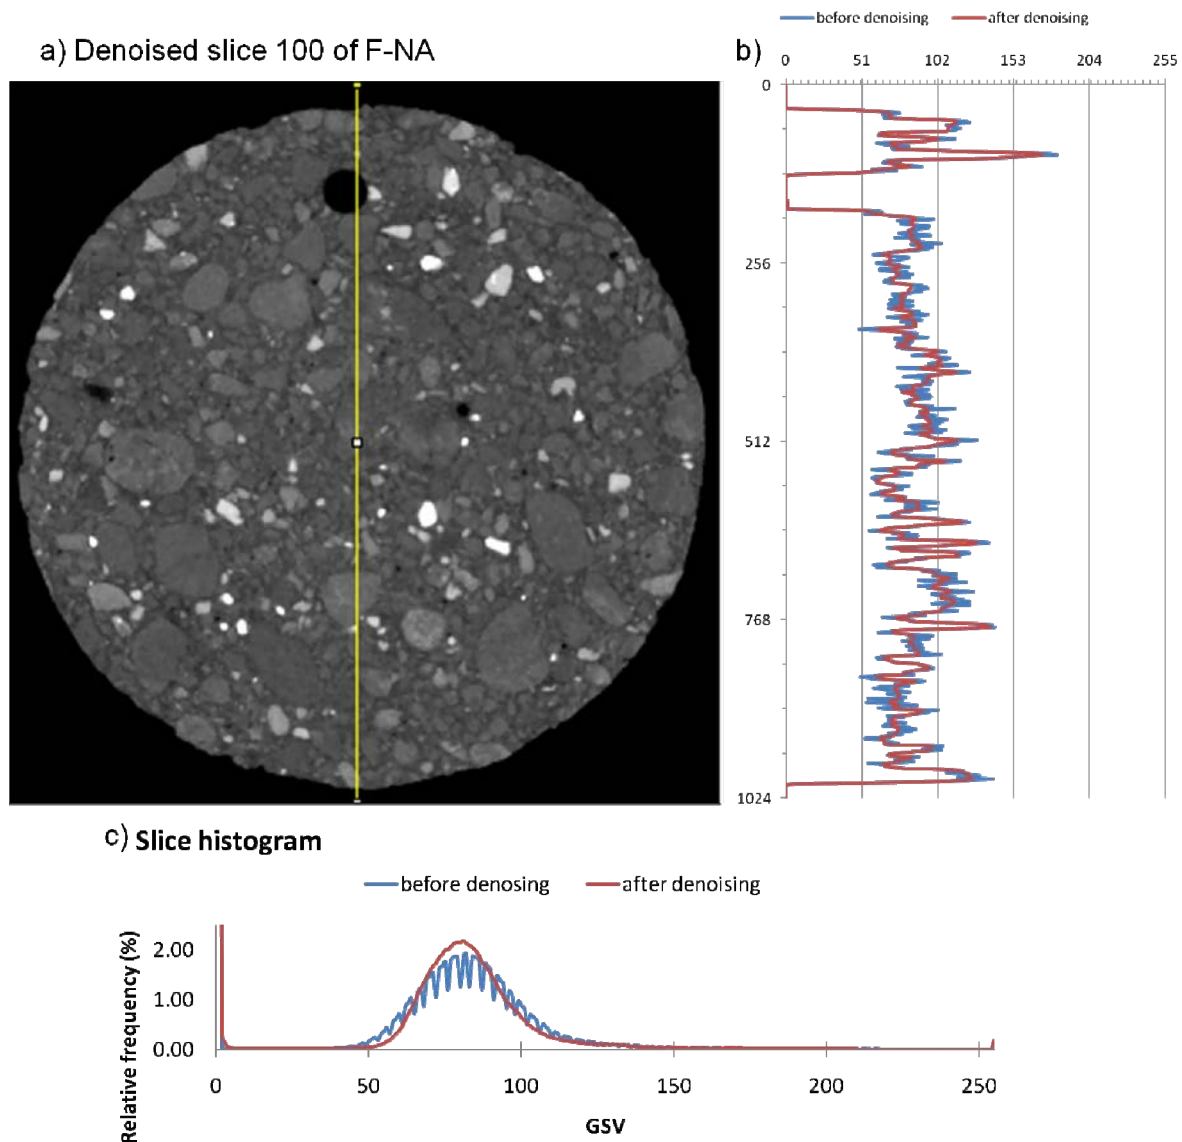 before denoising after denoising
a) Denoised slice 100 of F-NA
b)
0 51 102 153 204 255
0
256
512
768
1024
c) Slice histogram
before denosing after denoising
Relative frequency (%)
2.00
1.00
0.00
0 50 100 150 200 250
GSV